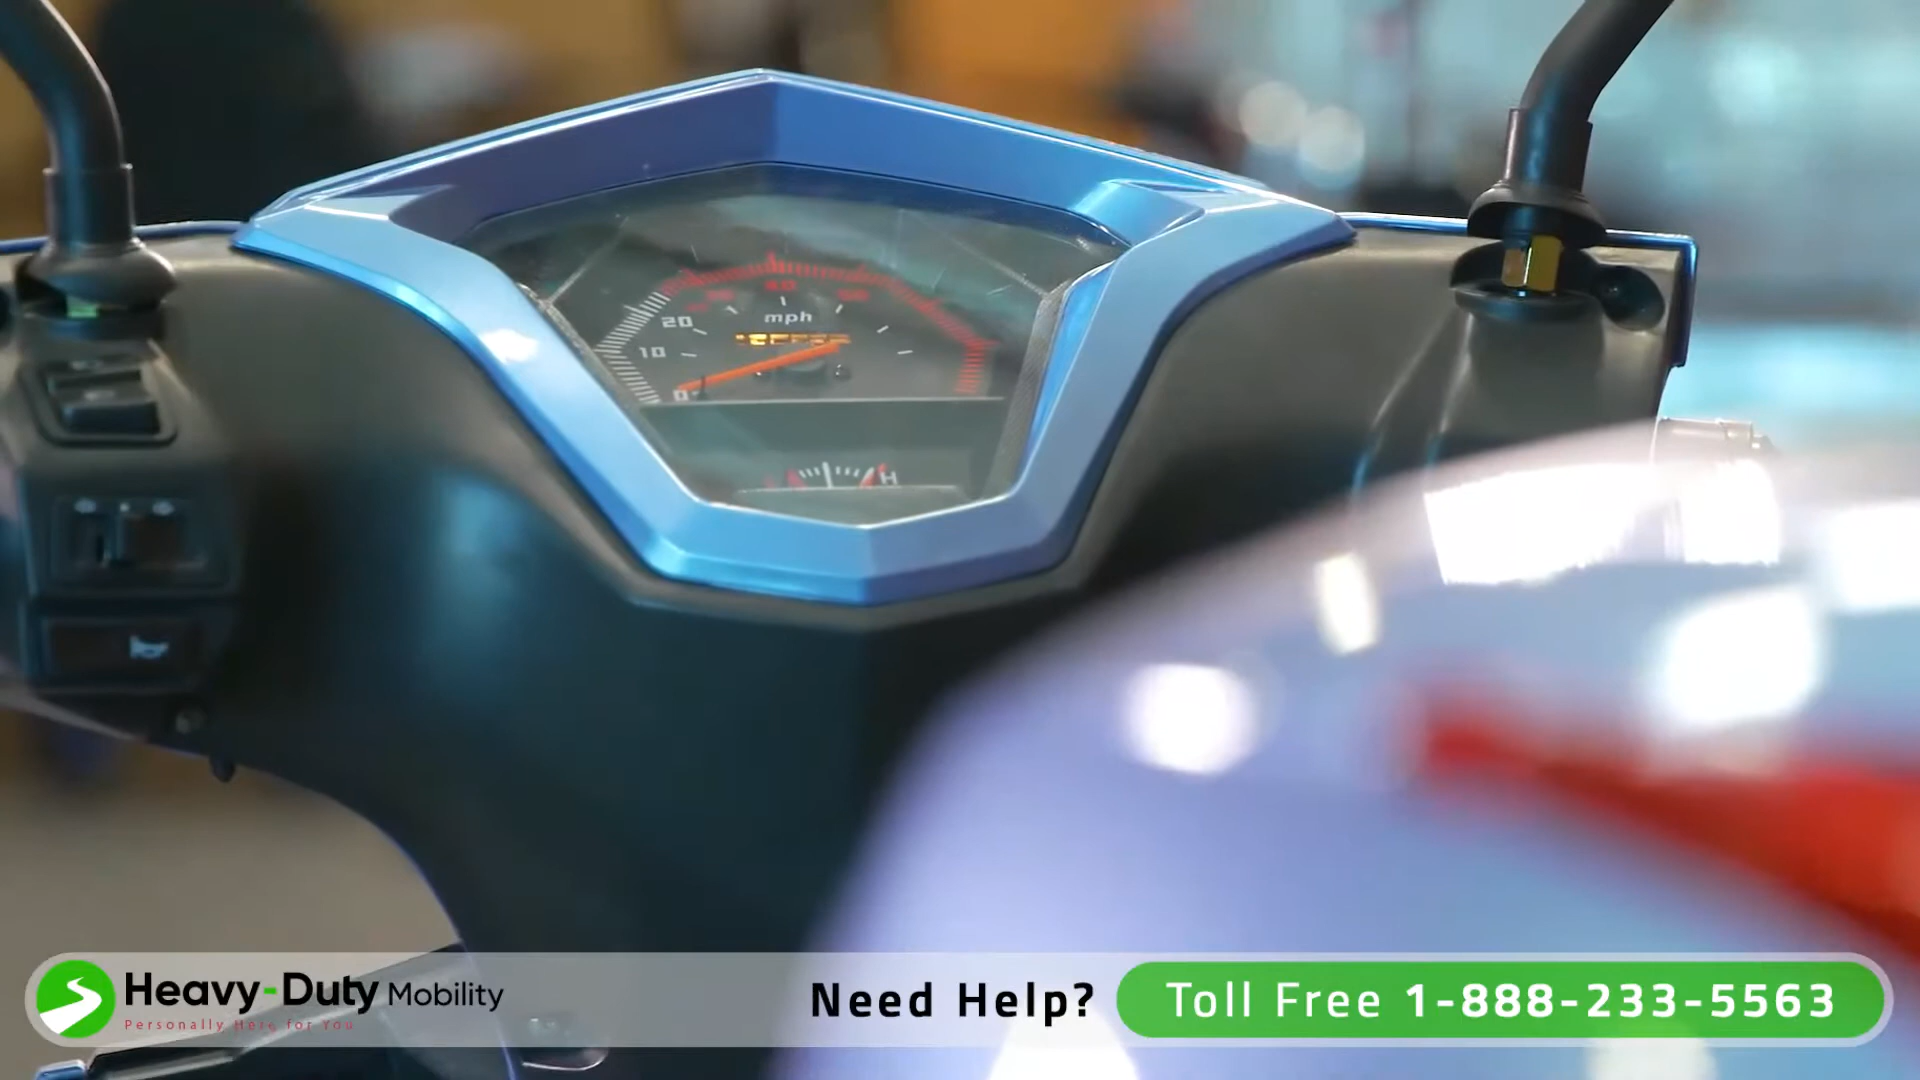 40
mph
20
10
0
H
Heavy-Duty Mobility
Personally Here for You
Need Help?
Toll Free 1-888-233-5563